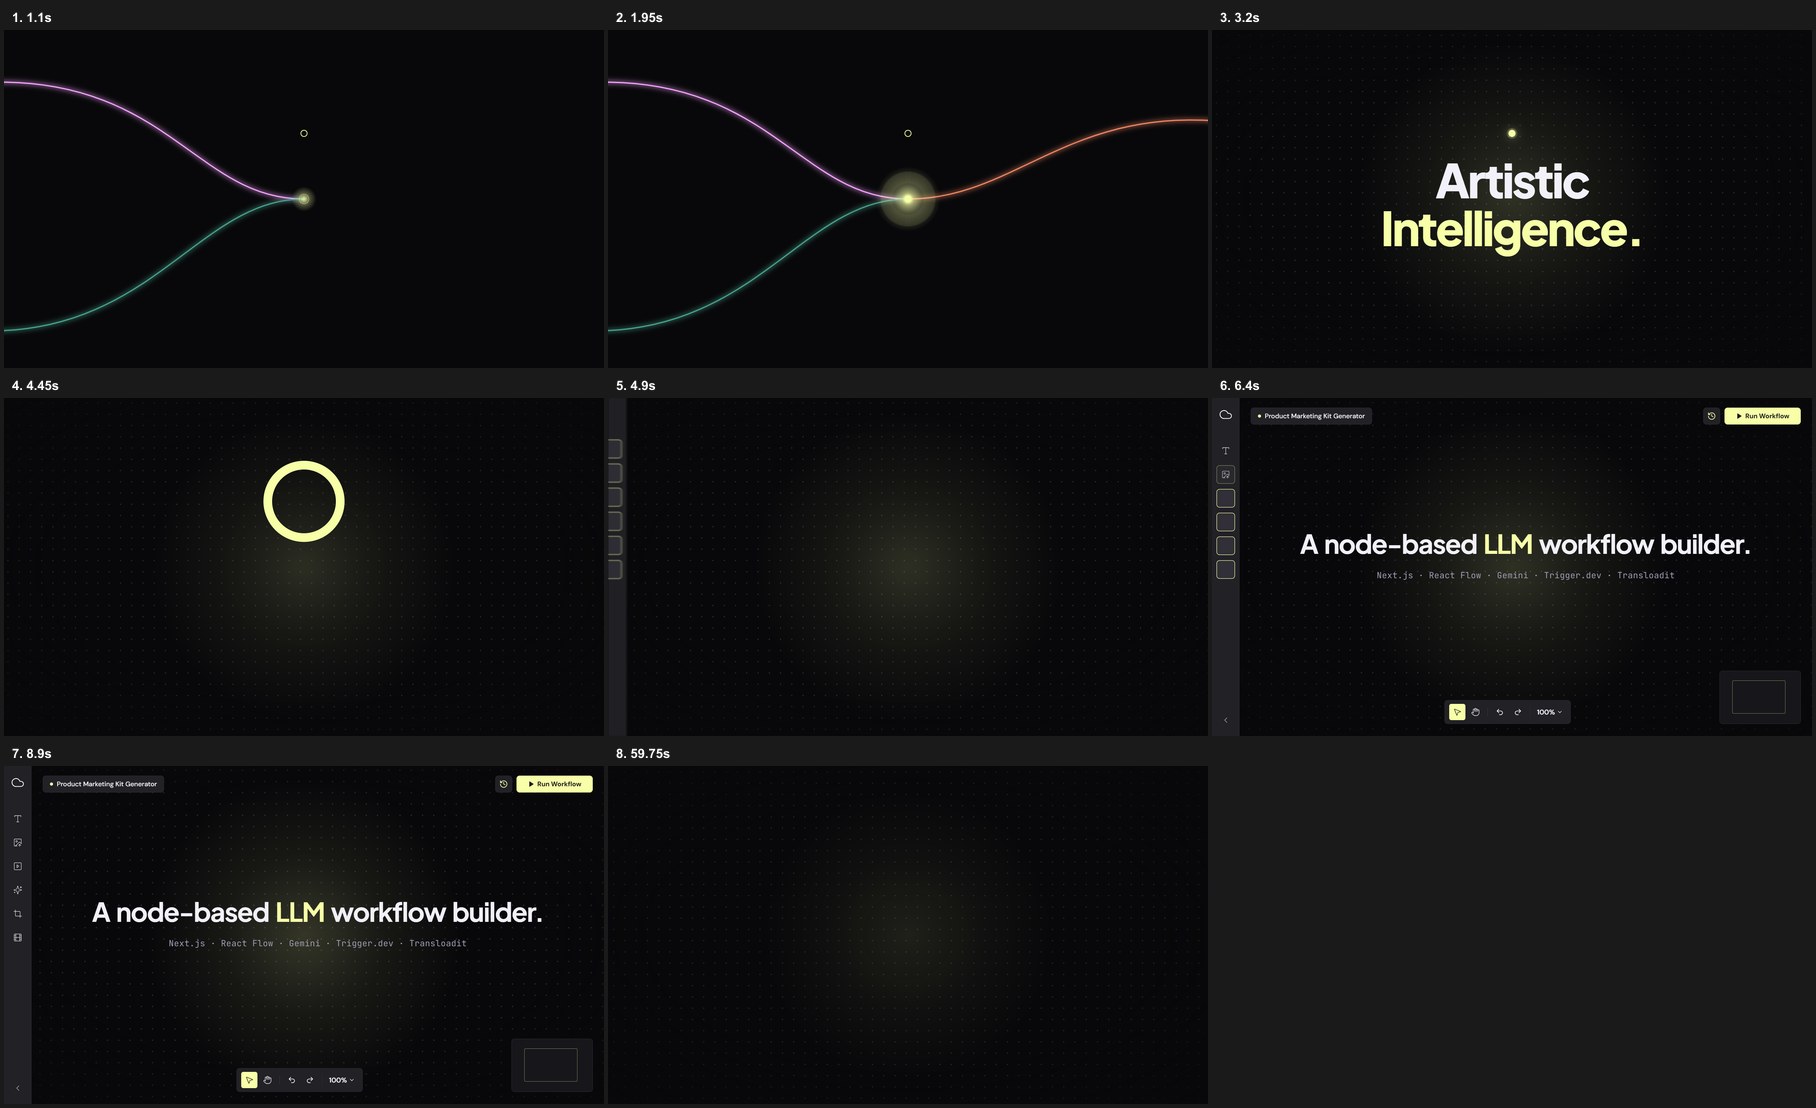 1. 1.1s
2. 1.95s
3. 3.2s
Artistic
Intelligence.
4. 4.45s
5. 4.9s
6. 6.4s
Product Marketing Kit Generator
Run Workflow
A node-based LLM workflow builder.
Next.js · React Flow · Gemini · Trigger.dev · Transloadit
100%
7. 8.9s
Product Marketing Kit Generator
Run Workflow
A node-based LLM workflow builder.
Next.js · React Flow · Gemini · Trigger.dev · Transloadit
100%
8. 59.75s